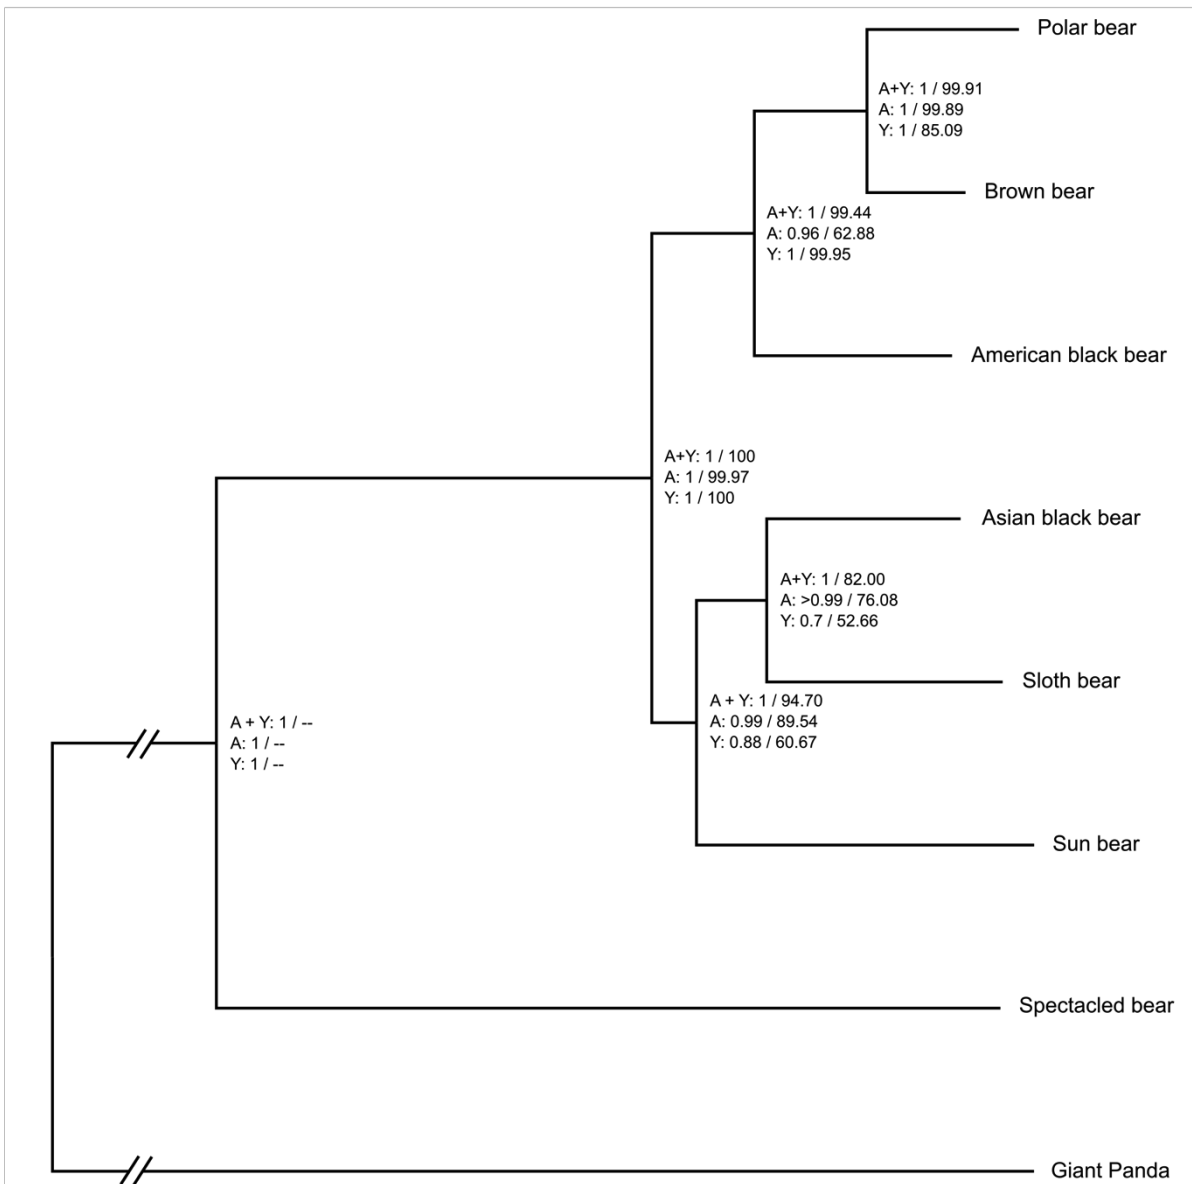 Polar bear
A+Y: 1 / 99.91
A: 1 / 99.89
Y: 1 / 85.09
Brown bear
A+Y: 1 / 99.44
A: 0.96 / 62.88
Y: 1 / 99.95
American black bear
A+Y: 1 / 100
A: 1 / 99.97
Y: 1 / 100
Asian black bear
A+Y: 1 / 82.00
A: >0.99 / 76.08
Y: 0.7 / 52.66
Sloth bear
A + Y: 1 / 94.70
A: 0.99 / 89.54
Y: 0.88 / 60.67
A + Y: 1 / --
A: 1 / --
Y: 1 / --
Sun bear
Spectacled bear
Giant Panda